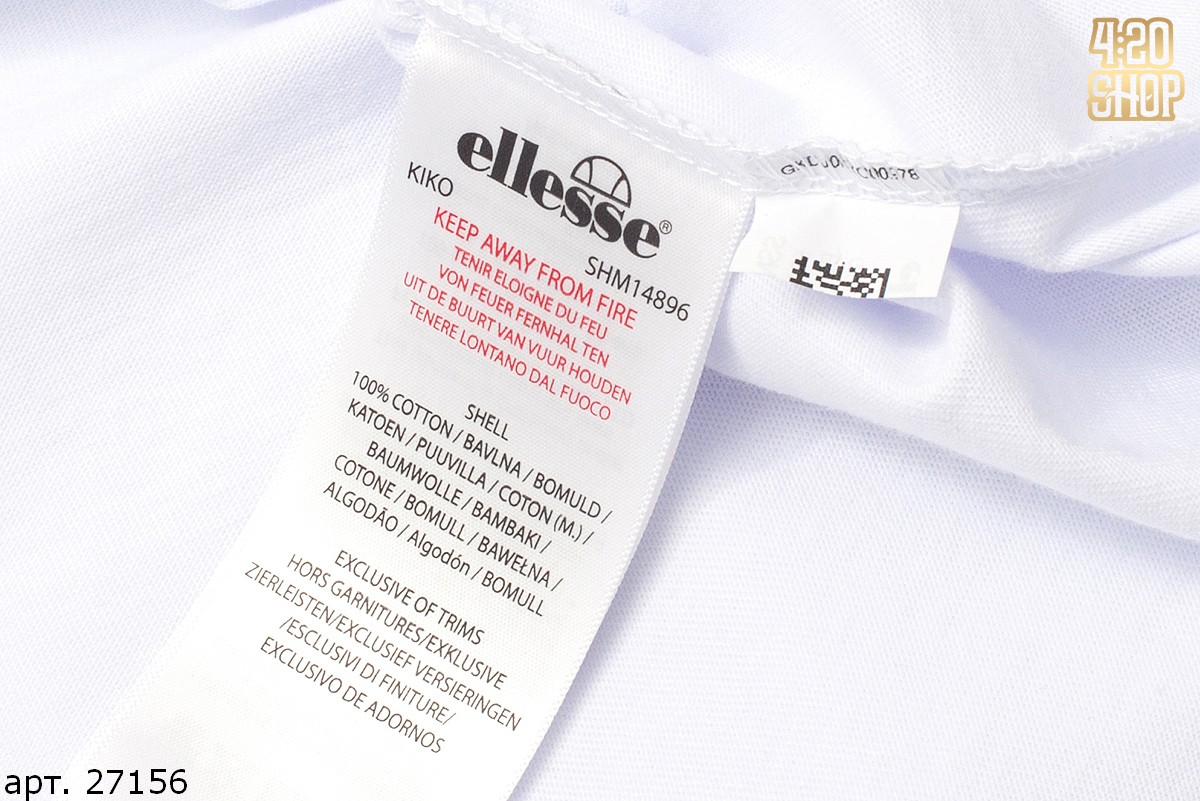 4:20
SHOP
ellesse®
KIKO
SHM14896
KEEP AWAY FROM FIRE
TENIR ELOIGNE DU FEU
VON FEUER FERNHAL TEN
UIT DE BUURT VAN VUUR HOUDEN
TENERE LONTANO DAL FUOCO
SHELL
100% COTTON / BAVLNA / BOMULD /
KATOEN / PUUVILLA / COTON (M.) /
BAUMWOLLE / BAMBAKI /
COTONE / BOMULL / BAWEŁNA /
ALGODÃO / Algodón / BOMULL
EXCLUSIVE OF TRIMS
HORS GARNITURES/EXKLUSIVE
ZIERLEISTEN/EXCLUSIEF VERSIERINGEN
/ESCLUSIVI DI FINITURE/
EXCLUSIVO DE ADORNOS
арт. 27156